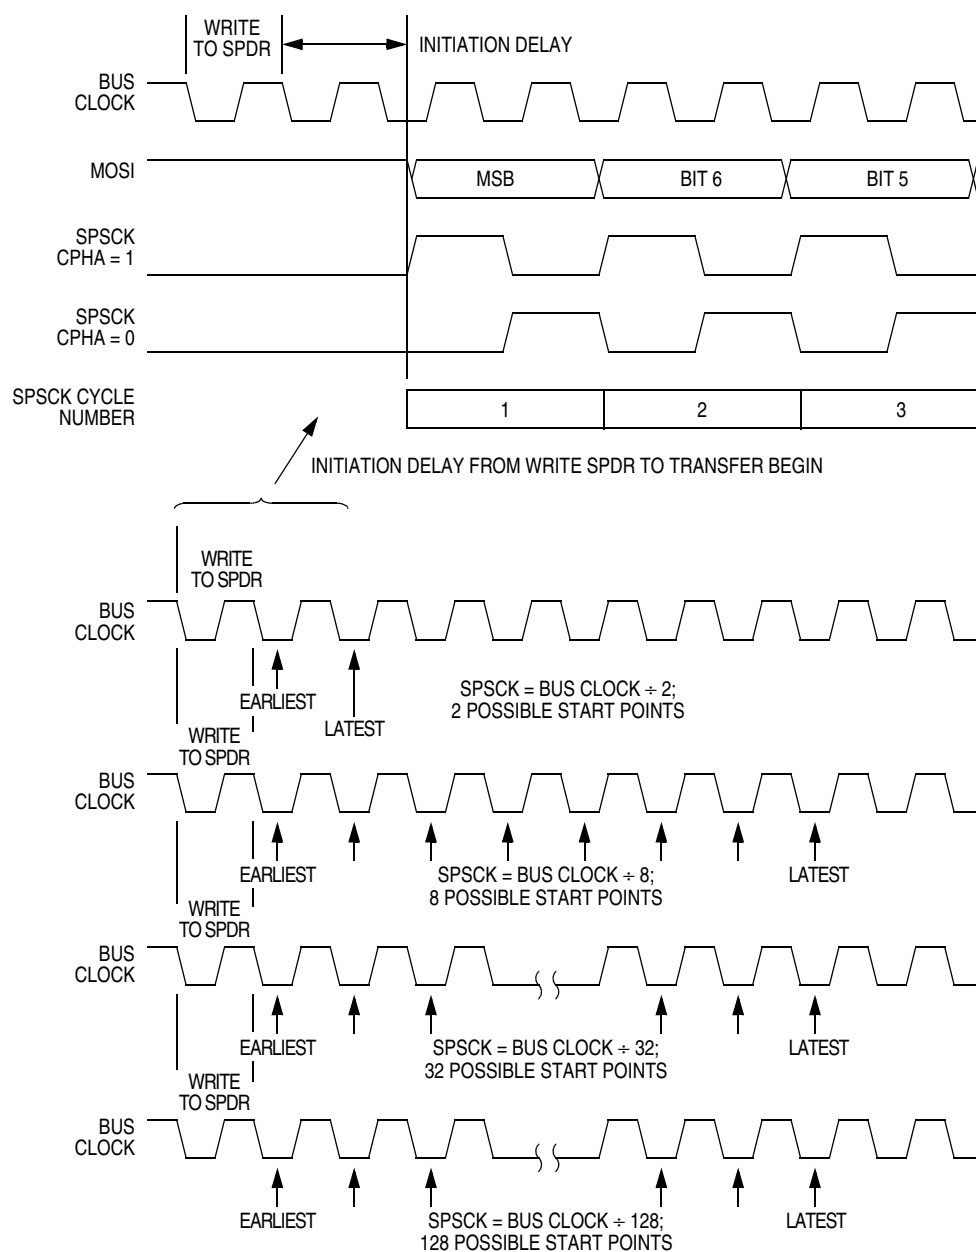 WRITE
TO SPDR
INITIATION DELAY
BUS
CLOCK
MOSI
MSB
BIT 6
BIT 5
SPSCK
CPHA = 1
SPSCK
CPHA = 0
SPSCK CYCLE
NUMBER
1
2
3
INITIATION DELAY FROM WRITE SPDR TO TRANSFER BEGIN
WRITE
TO SPDR
BUS
CLOCK
EARLIEST
LATEST
SPSCK = BUS CLOCK ÷ 2;
2 POSSIBLE START POINTS
WRITE
TO SPDR
BUS
CLOCK
EARLIEST
SPSCK = BUS CLOCK ÷ 8;
8 POSSIBLE START POINTS
LATEST
WRITE
TO SPDR
BUS
CLOCK
EARLIEST
SPSCK = BUS CLOCK ÷ 32;
32 POSSIBLE START POINTS
LATEST
WRITE
TO SPDR
BUS
CLOCK
EARLIEST
SPSCK = BUS CLOCK ÷ 128;
128 POSSIBLE START POINTS
LATEST